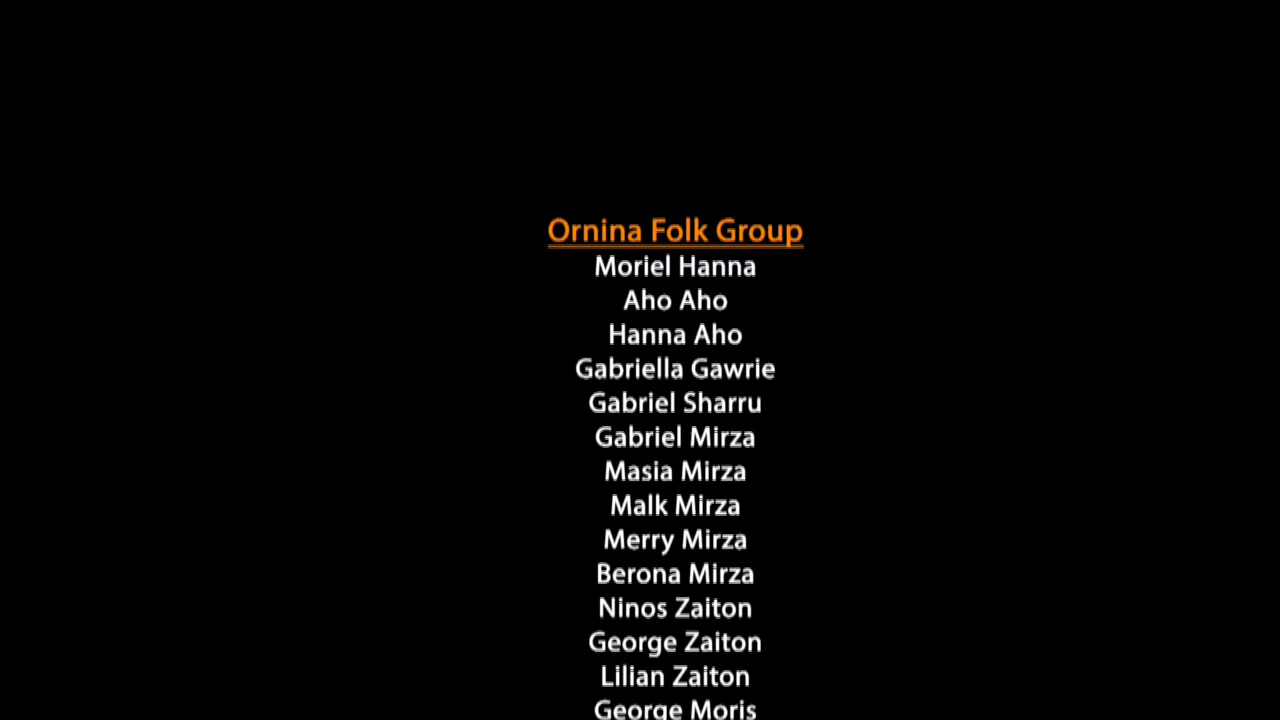 Ornina Folk Group
Moriel Hanna
Aho Aho
Hanna Aho
Gabriella Gawrie
Gabriel Sharru
Gabriel Mirza
Masia Mirza
Malk Mirza
Merry Mirza
Berona Mirza
Ninos Zaiton
George Zaiton
Lilian Zaiton
George Moris